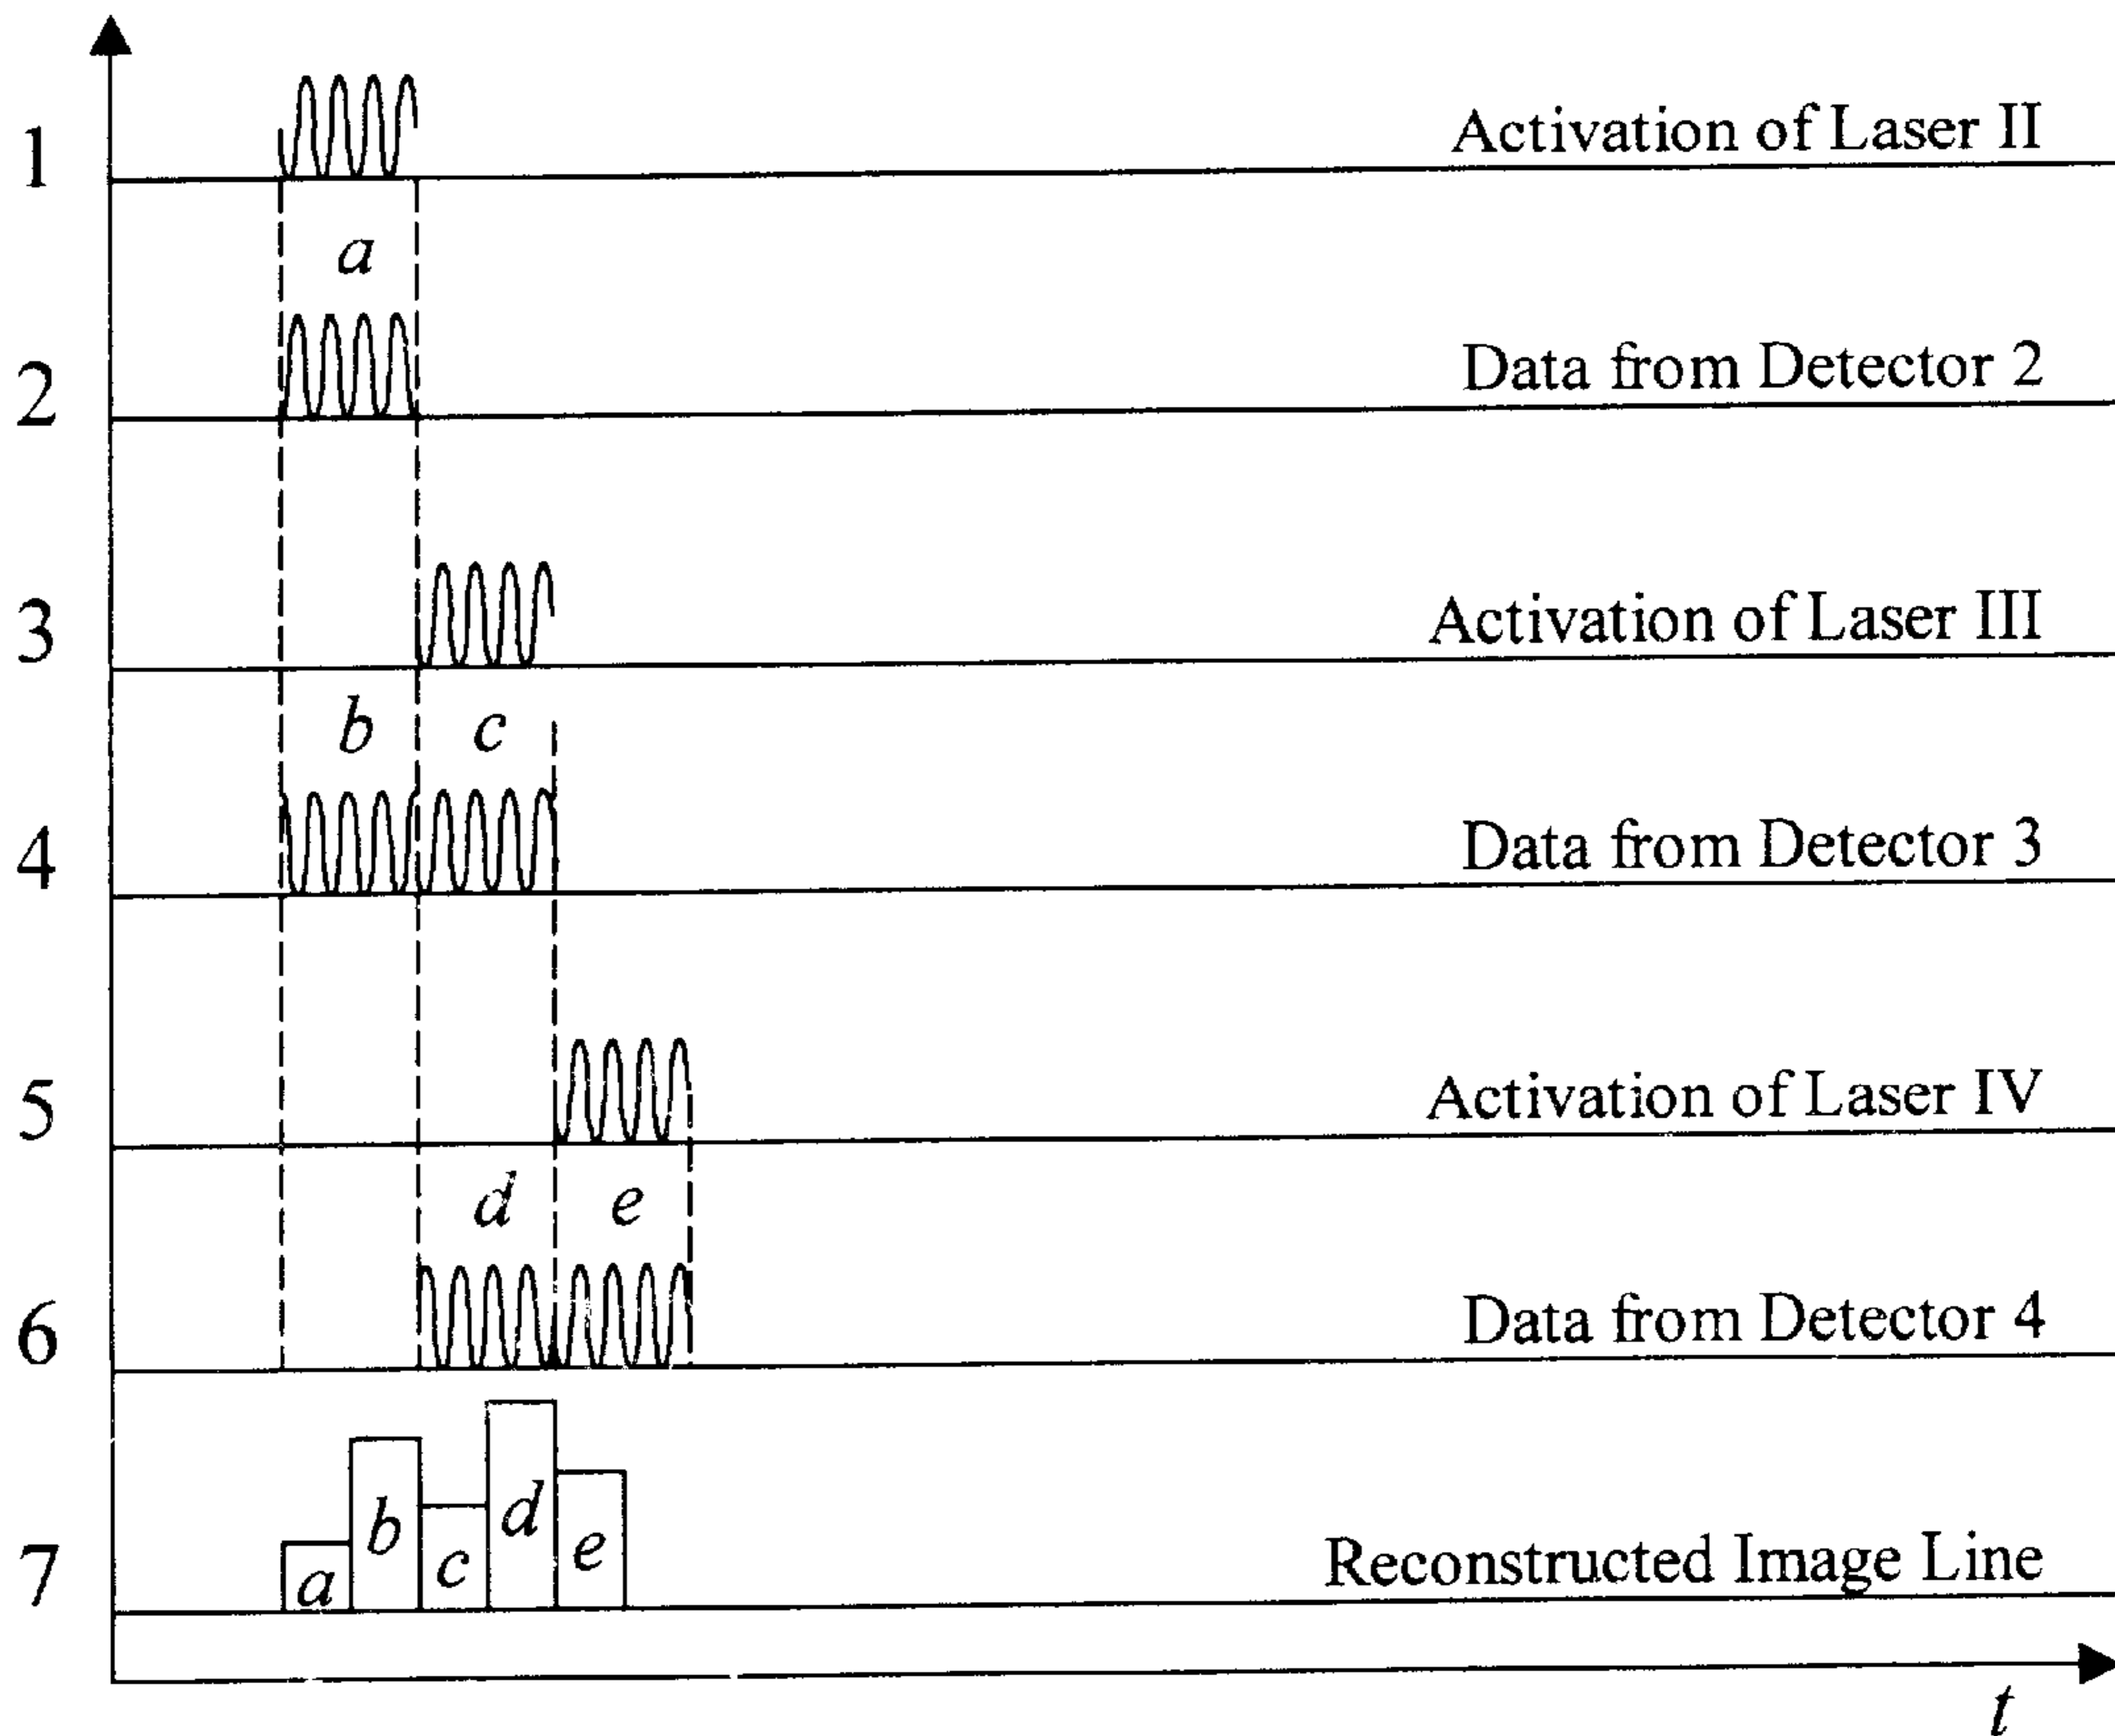 1 Activation of Laser II
a
2 Data from Detector 2
3 Activation of Laser III
b c
4 Data from Detector 3
5 Activation of Laser IV
d e
6 Data from Detector 4
7 a b c d e Reconstructed Image Line
t